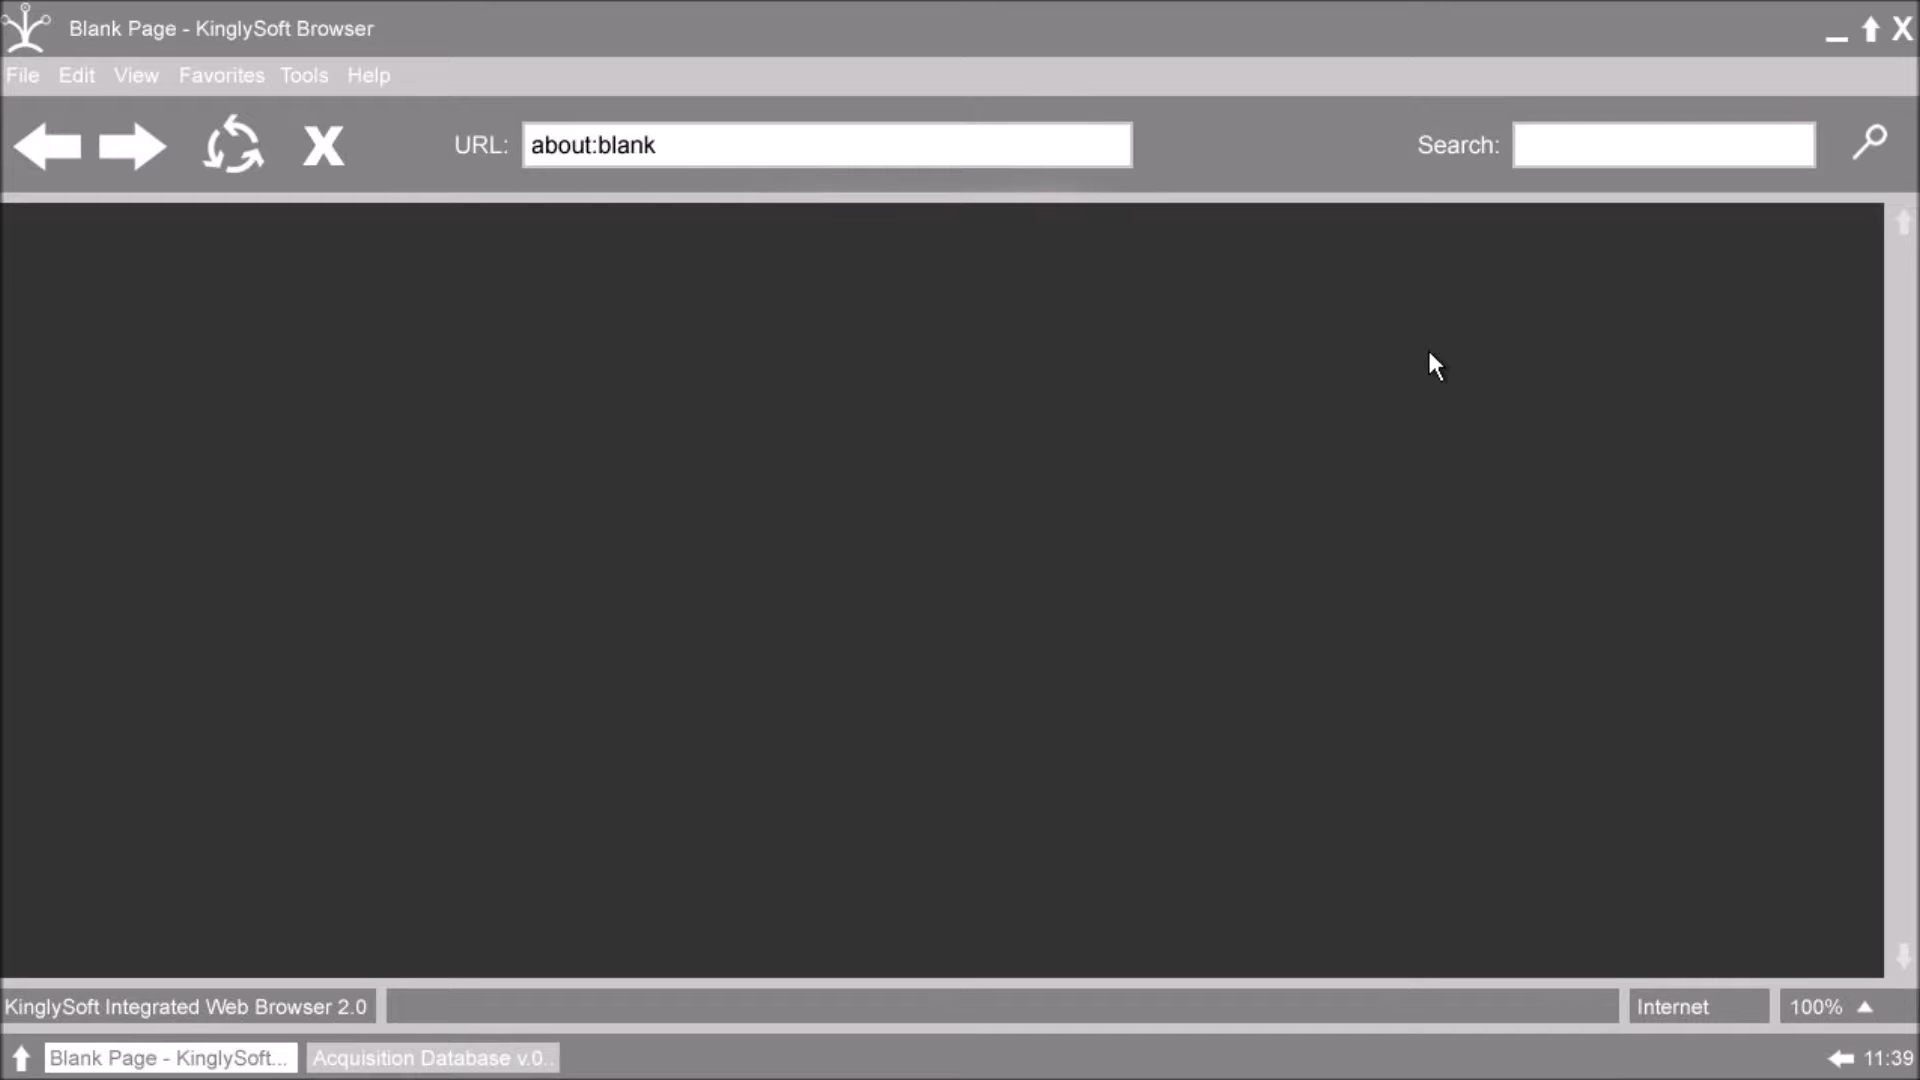 Blank Page - KinglySoft Browser
File Edit View Favorites Tools Help
URL: about:blank Search:
KinglySoft Integrated Web Browser 2.0 Internet 100%
Blank Page - KinglySoft... Acquisition Database v.0.. 11:39